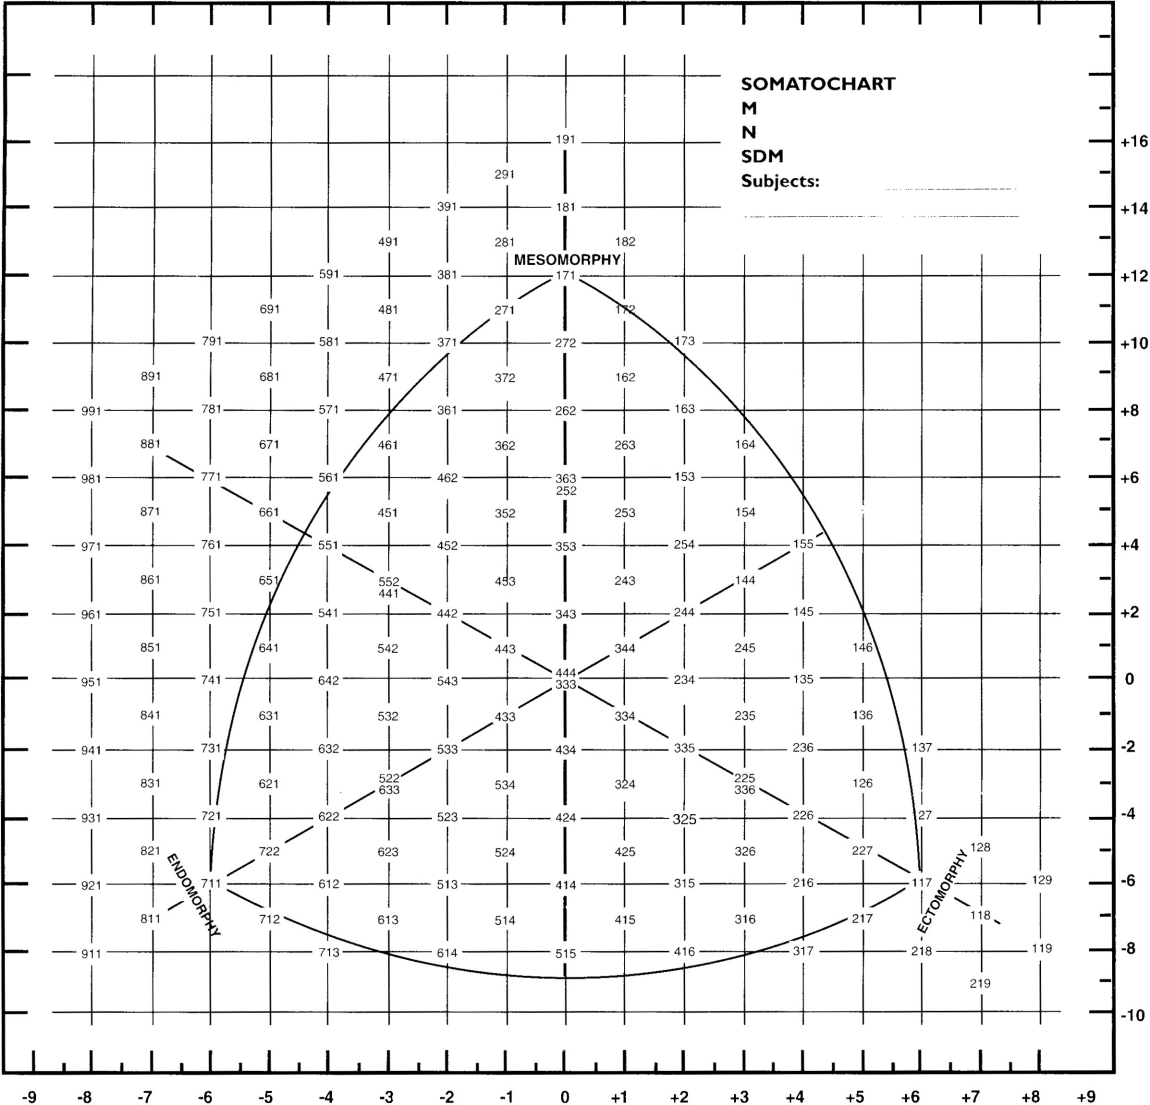 SOMATOCHART
M
N
SDM
Subjects:
191 +16
291
391 181 +14
491 281 182
MESOMORPHY
591 381 171 +12
691 481 271 172
791 581 371 272 173 +10
891 681 471 372 162
991 781 571 361 262 163 +8
881 671 461 362 263 164
981 771 561 462 363 153 +6
252
871 661 451 352 253 154
971 761 551 452 353 254 155 +4
861 651 552 453 243 144
441
961 751 541 442 343 244 145 +2
851 641 542 443 344 245 146
444
951 741 642 543 333 234 135 0
841 631 532 433 334 235 136
941 731 632 533 434 335 236 137 -2
831 621 522 534 324 225 126
633 336
931 721 622 523 424 325 226 27 -4
821 722 623 524 425 326 227 128
ENDOMORPHY
ECTOMORPHY
921 711 612 513 414 315 216 117 129 -6
811 712 613 514 415 316 217 118
911 713 614 515 416 317 218 119 -8
219
-10
-9 -8 -7 -6 -5 -4 -3 -2 -1 0 +1 +2 +3 +4 +5 +6 +7 +8 +9